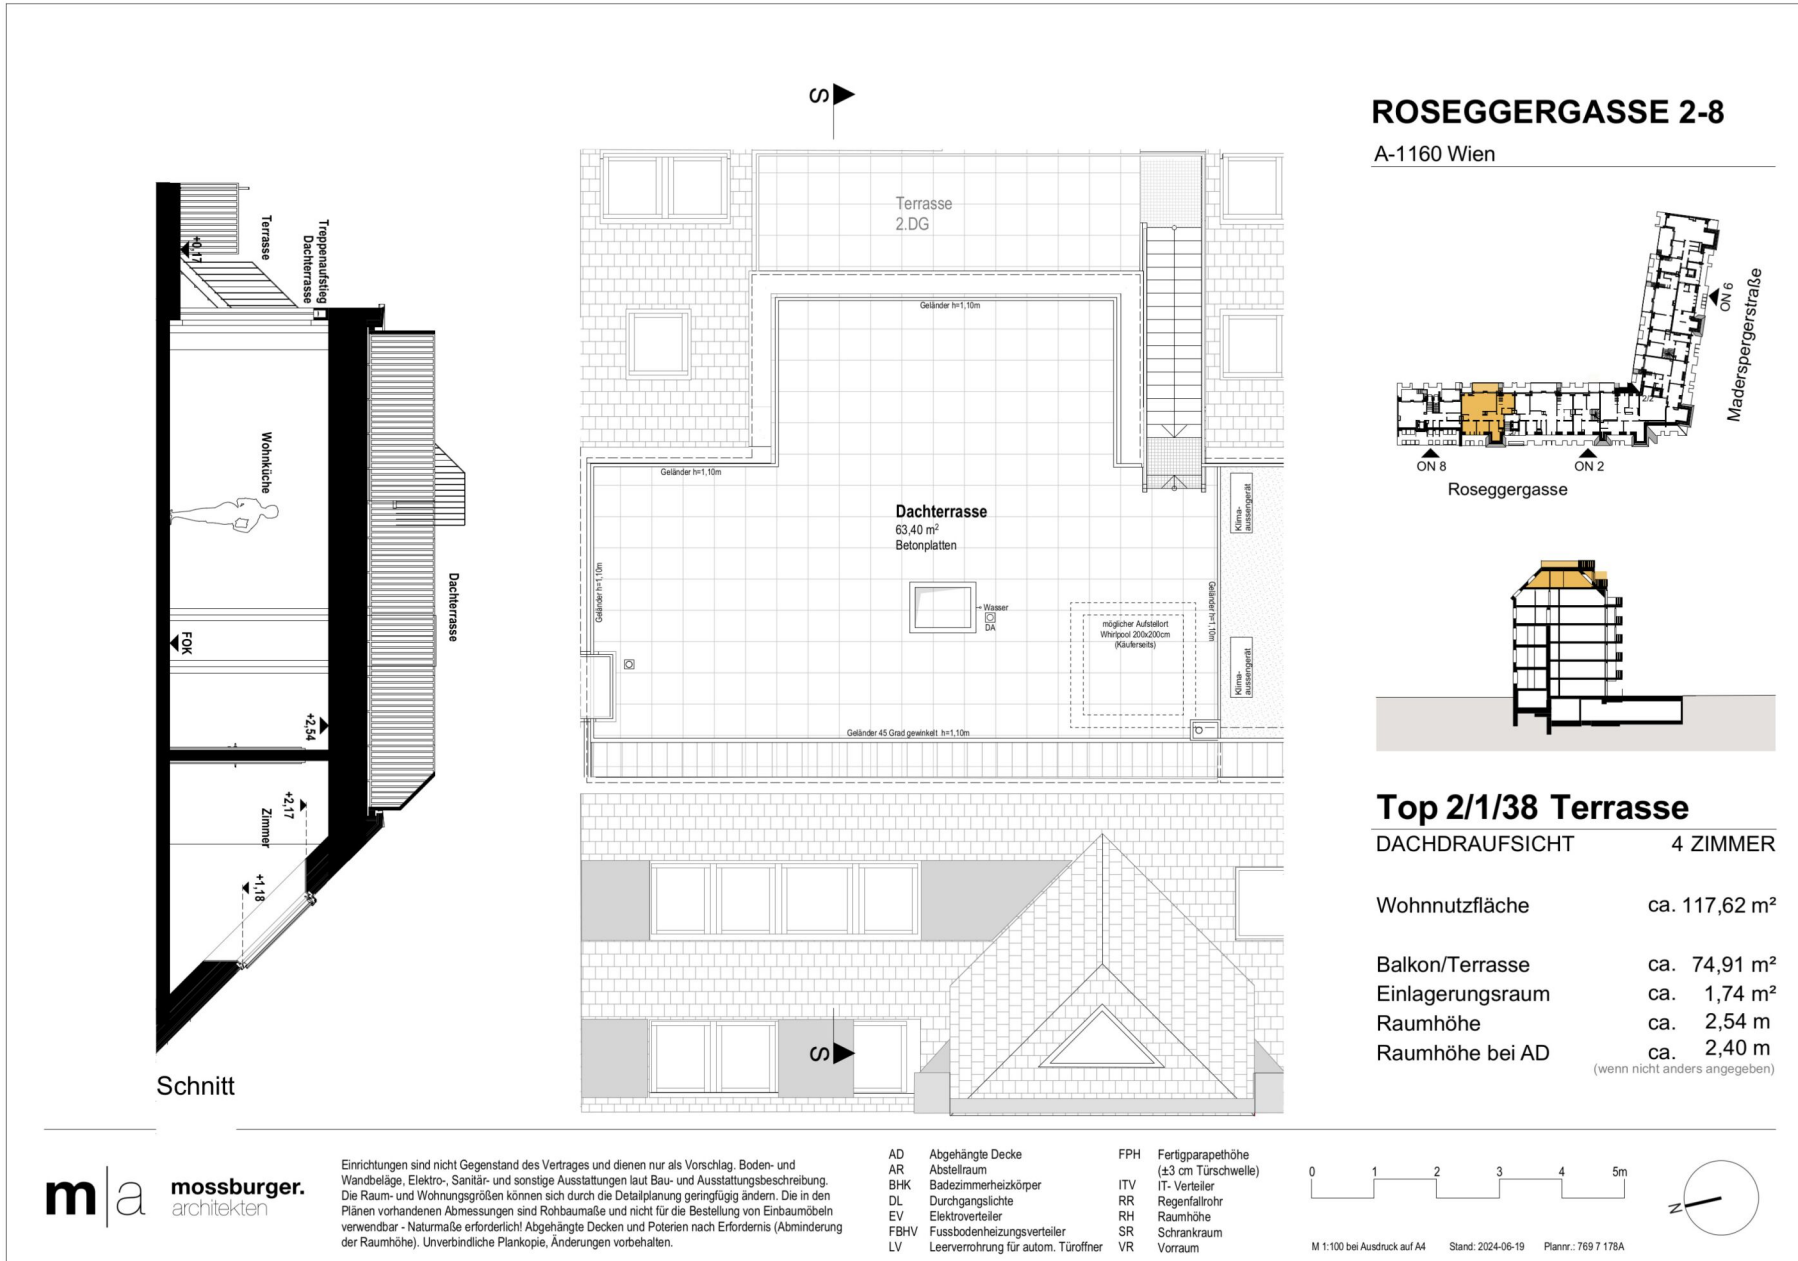 S
ROSEGGERGASSE 2-8
A-1160 Wien
Terrasse
2.DG
Geländer h=1,10m
Geländer h=1,10m
Dachterrasse
63,40 m²
Betonplatten
Geländer h=1,10m
Geländer h=1,10m
Wasser
DA
möglicher Aufstellort
Whirlpool 200x200cm
(Käuferseits)
Klima-
aussengerät
Klima-
aussengerät
Geländer 45 Grad gewinkelt h=1,10m
S
+0,17
Terrasse
Treppenaufstieg
Dachterrasse
Wohnküche
Dachterrasse
FOK
+2,54
+2,17
Zimmer
+1,18
Schnitt
ON 6
Maderspergerstraße
2/2
ON 8
ON 2
Roseggergasse
Top 2/1/38 Terrasse
DACHDRAUFSICHT 4 ZIMMER
Wohnnutzfläche ca. 117,62 m²
Balkon/Terrasse ca. 74,91 m²
Einlagerungsraum ca. 1,74 m²
Raumhöhe ca. 2,54 m
Raumhöhe bei AD ca. 2,40 m
(wenn nicht anders angegeben)
m|a
mossburger.
architekten
Einrichtungen sind nicht Gegenstand des Vertrages und dienen nur als Vorschlag. Boden- und
Wandbeläge, Elektro-, Sanitär- und sonstige Ausstattungen laut Bau- und Ausstattungsbeschreibung.
Die Raum- und Wohnungsgrößen können sich durch die Detailplanung geringfügig ändern. Die in den
Plänen vorhandenen Abmessungen sind Rohbaumaße und nicht für die Bestellung von Einbaumöbeln
verwendbar - Naturmaße erforderlich! Abgehängte Decken und Poterien nach Erfordernis (Abminderung
der Raumhöhe). Unverbindliche Plankopie, Änderungen vorbehalten.
AD Abgehängte Decke
AR Abstellraum
BHK Badezimmerheizkörper
DL Durchgangslichte
EV Elektroverteiler
FBHV Fussbodenheizungsverteiler
LV Leerverrohrung für autom. Türöffner
FPH Fertigparapethöhe
(±3 cm Türschwelle)
ITV IT- Verteiler
RR Regenfallrohr
RH Raumhöhe
SR Schrankraum
VR Vorraum
0 1 2 3 4 5m
M 1:100 bei Ausdruck auf A4 Stand: 2024-06-19 Plannr.: 769 7 178A
N